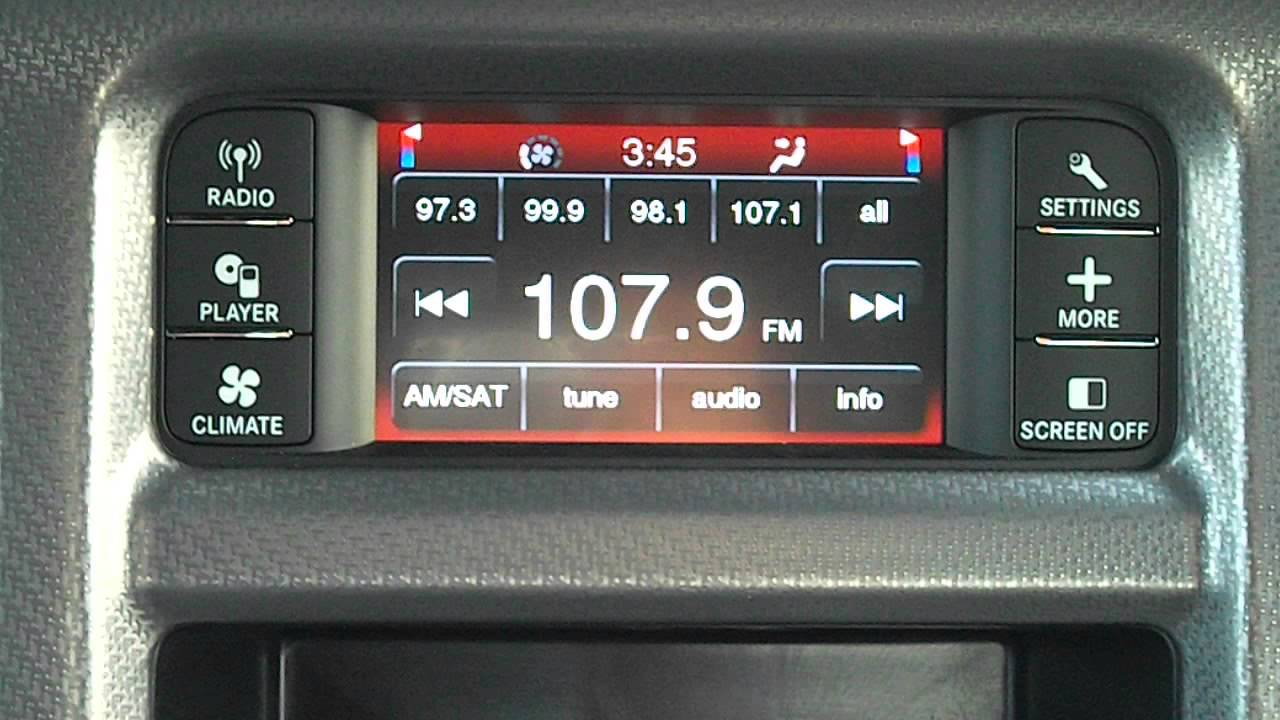 RADIO
PLAYER
CLIMATE
3:45
97.3 99.9 98.1 107.1 all
107.9 FM
AM/SAT tune audio info
SETTINGS
MORE
SCREEN OFF